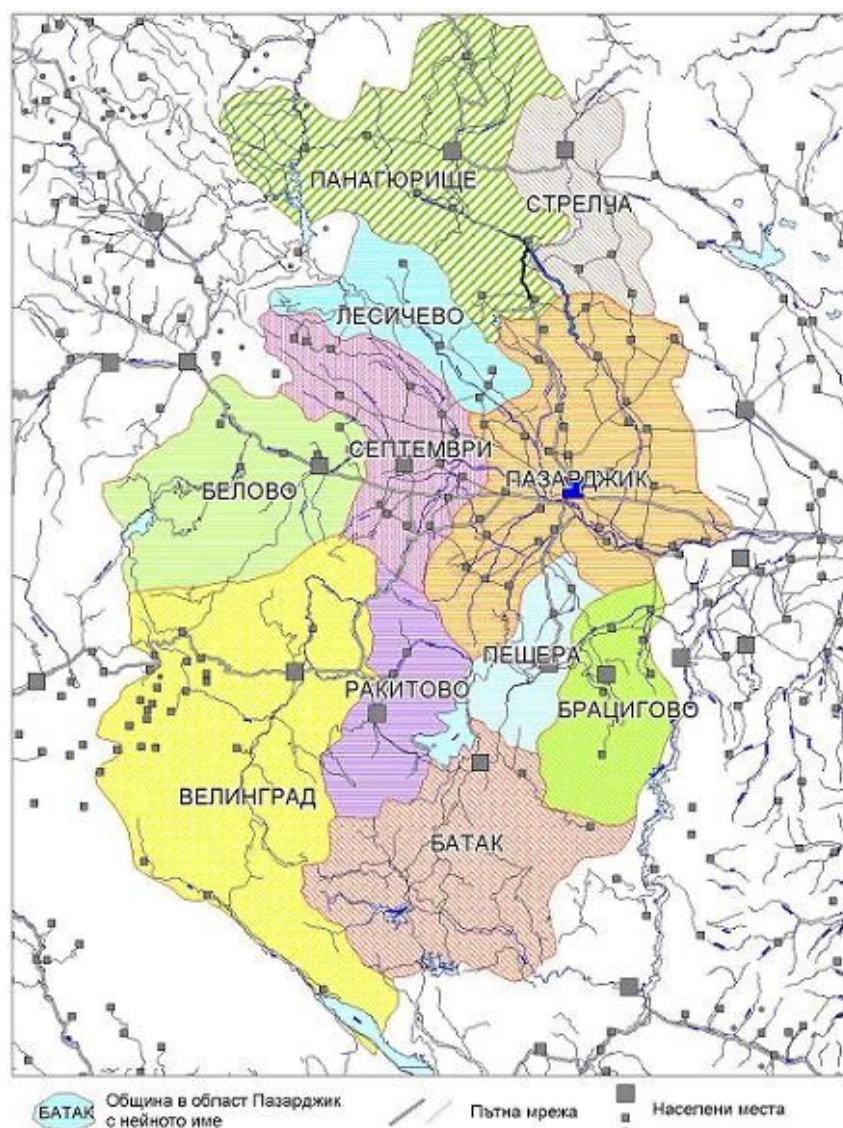 ПАНАГЮРИЩЕ
СТРЕЛЧА
ЛЕСИЧЕВО
СЕПТЕМВРИ
ПАЗАРДЖИК
БЕЛОВО
ПЕЩЕРА
РАКИТОВО
БРАЦИГОВО
ВЕЛИНГРАД
БАТАК
БАТАК
Община в област Пазарджик
с нейното име
Пътна мрежа
Населени места